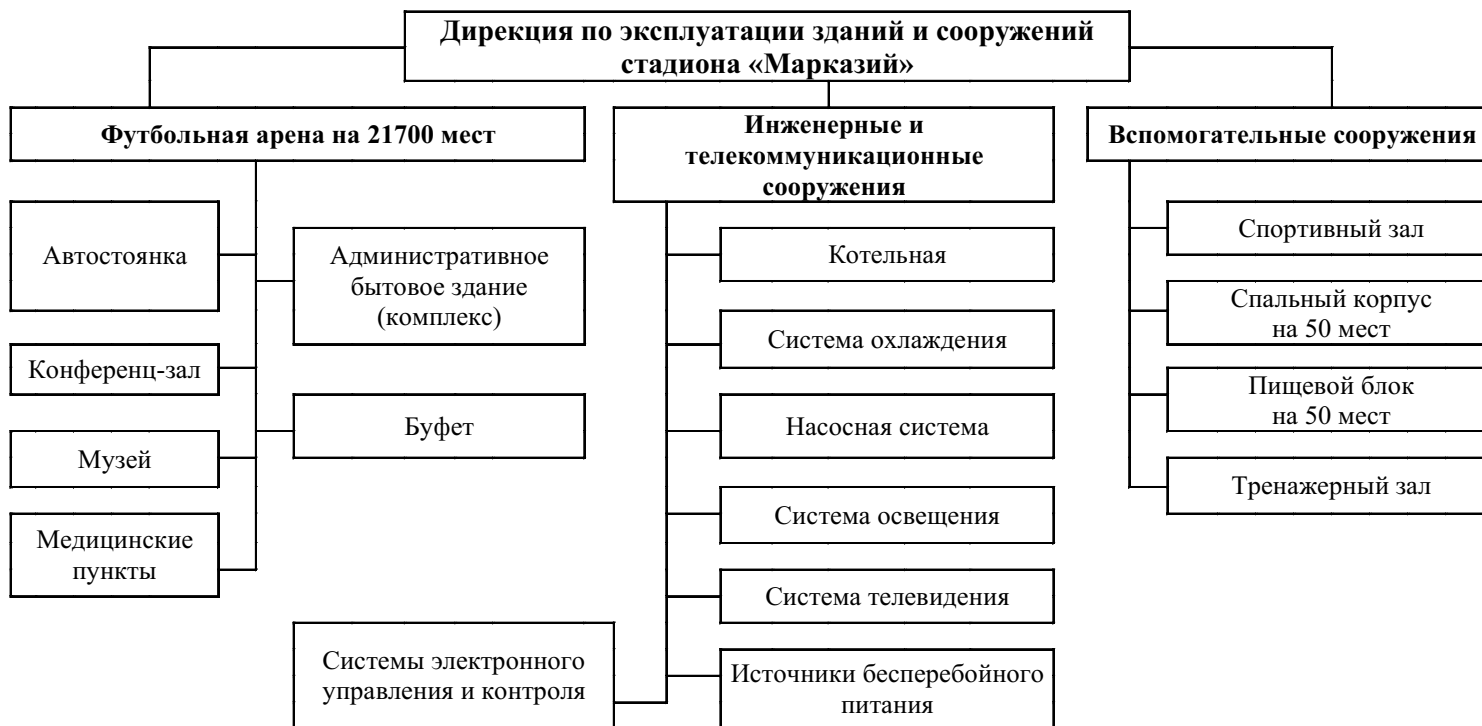 Дирекция по эксплуатации зданий и сооружений
стадиона «Марказий»
Футбольная арена на 21700 мест
Автостоянка
Административное
бытовое здание
(комплекс)
Конференц-зал
Буфет
Музей
Медицинские
пункты
Инженерные и
телекоммуникационные
сооружения
Котельная
Система охлаждения
Насосная система
Система освещения
Система телевидения
Системы электронного
управления и контроля
Источники бесперебойного
питания
Вспомогательные сооружения
Спортивный зал
Спальный корпус
на 50 мест
Пищевой блок
на 50 мест
Тренажерный зал